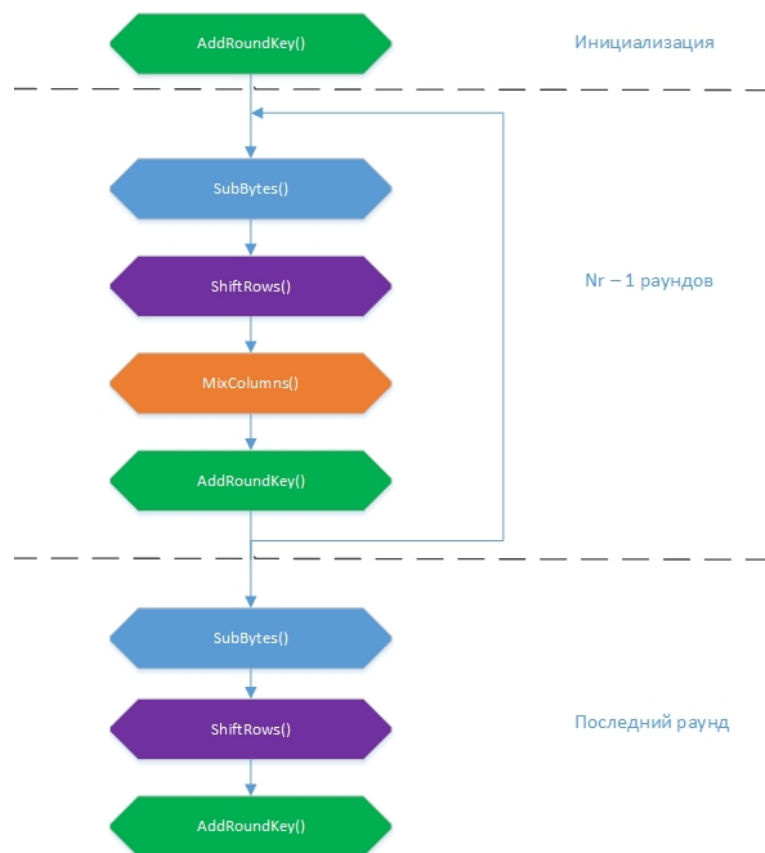 AddRoundKey()
Инициализация
SubBytes()
ShiftRows()
Nr – 1 раундов
MixColumns()
AddRoundKey()
SubBytes()
ShiftRows()
Последний раунд
AddRoundKey()